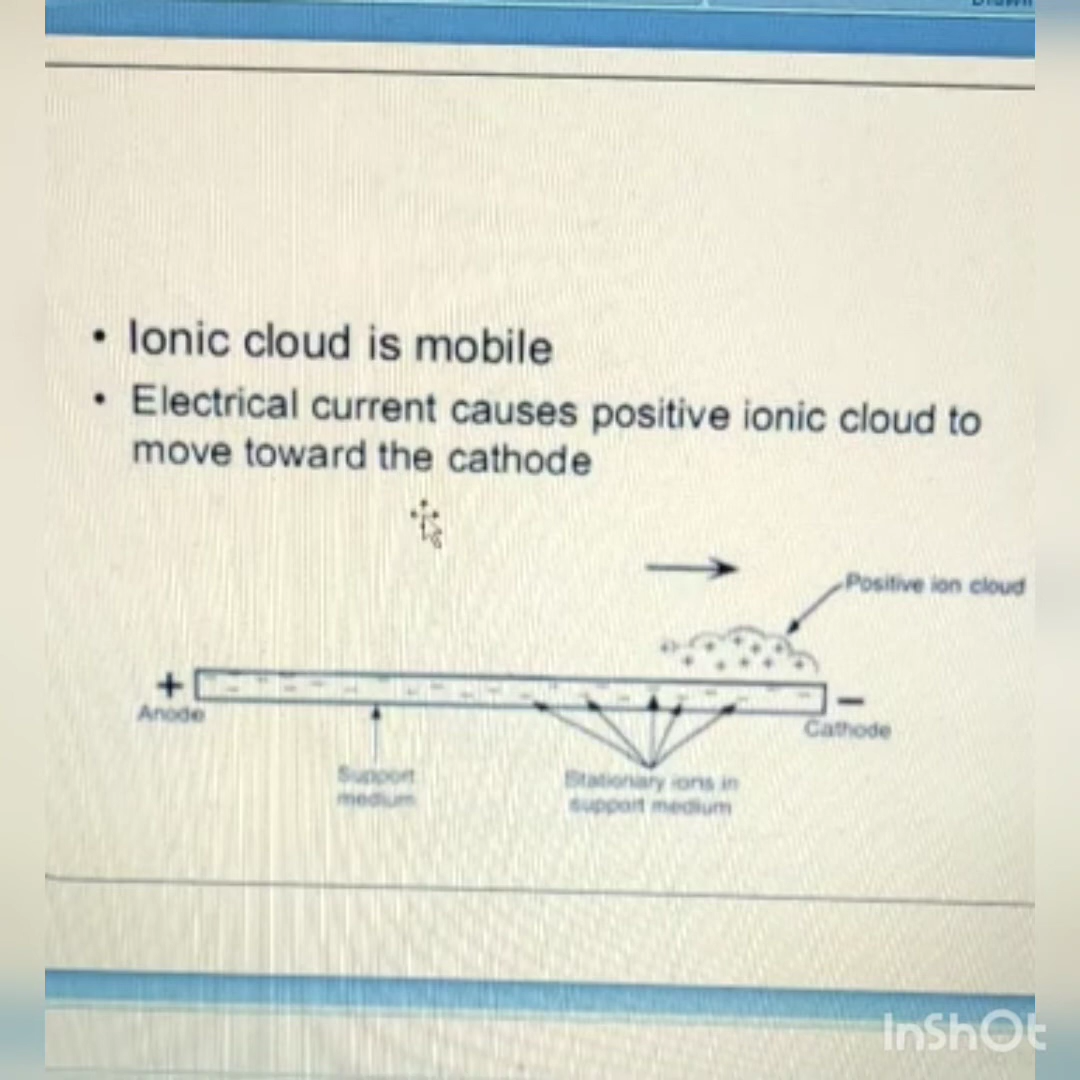 • Ionic cloud is mobile
• Electrical current causes positive ionic cloud to
move toward the cathode
Positive ion cloud
+
−
Anode
Cathode
Support
medium
Stationary ions in
support medium
InShOt